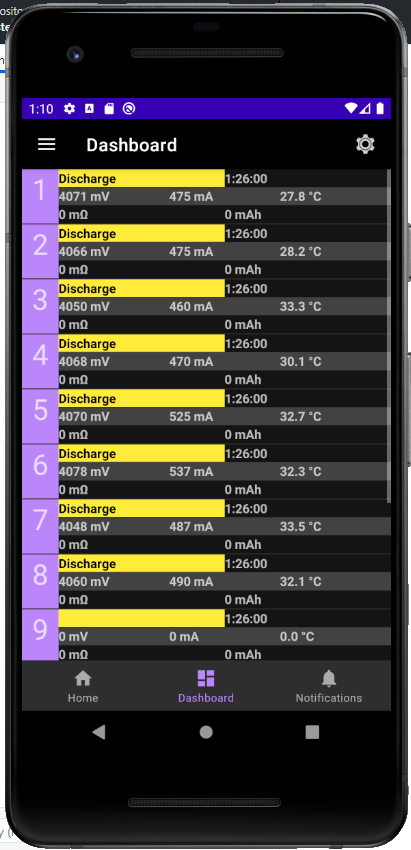 1:10
Dashboard
1
Discharge 1:26:00
4071 mV 475 mA 27.8 °C
0 mΩ 0 mAh
2
Discharge 1:26:00
4066 mV 475 mA 28.2 °C
0 mΩ 0 mAh
3
Discharge 1:26:00
4050 mV 460 mA 33.3 °C
0 mΩ 0 mAh
4
Discharge 1:26:00
4068 mV 470 mA 30.1 °C
0 mΩ 0 mAh
5
Discharge 1:26:00
4070 mV 525 mA 32.7 °C
0 mΩ 0 mAh
6
Discharge 1:26:00
4078 mV 537 mA 32.3 °C
0 mΩ 0 mAh
7
Discharge 1:26:00
4048 mV 487 mA 33.5 °C
0 mΩ 0 mAh
8
Discharge 1:26:00
4060 mV 490 mA 32.1 °C
0 mΩ 0 mAh
9
1:26:00
0 mV 0 mA 0.0 °C
0 mΩ 0 mAh
Home Dashboard Notifications